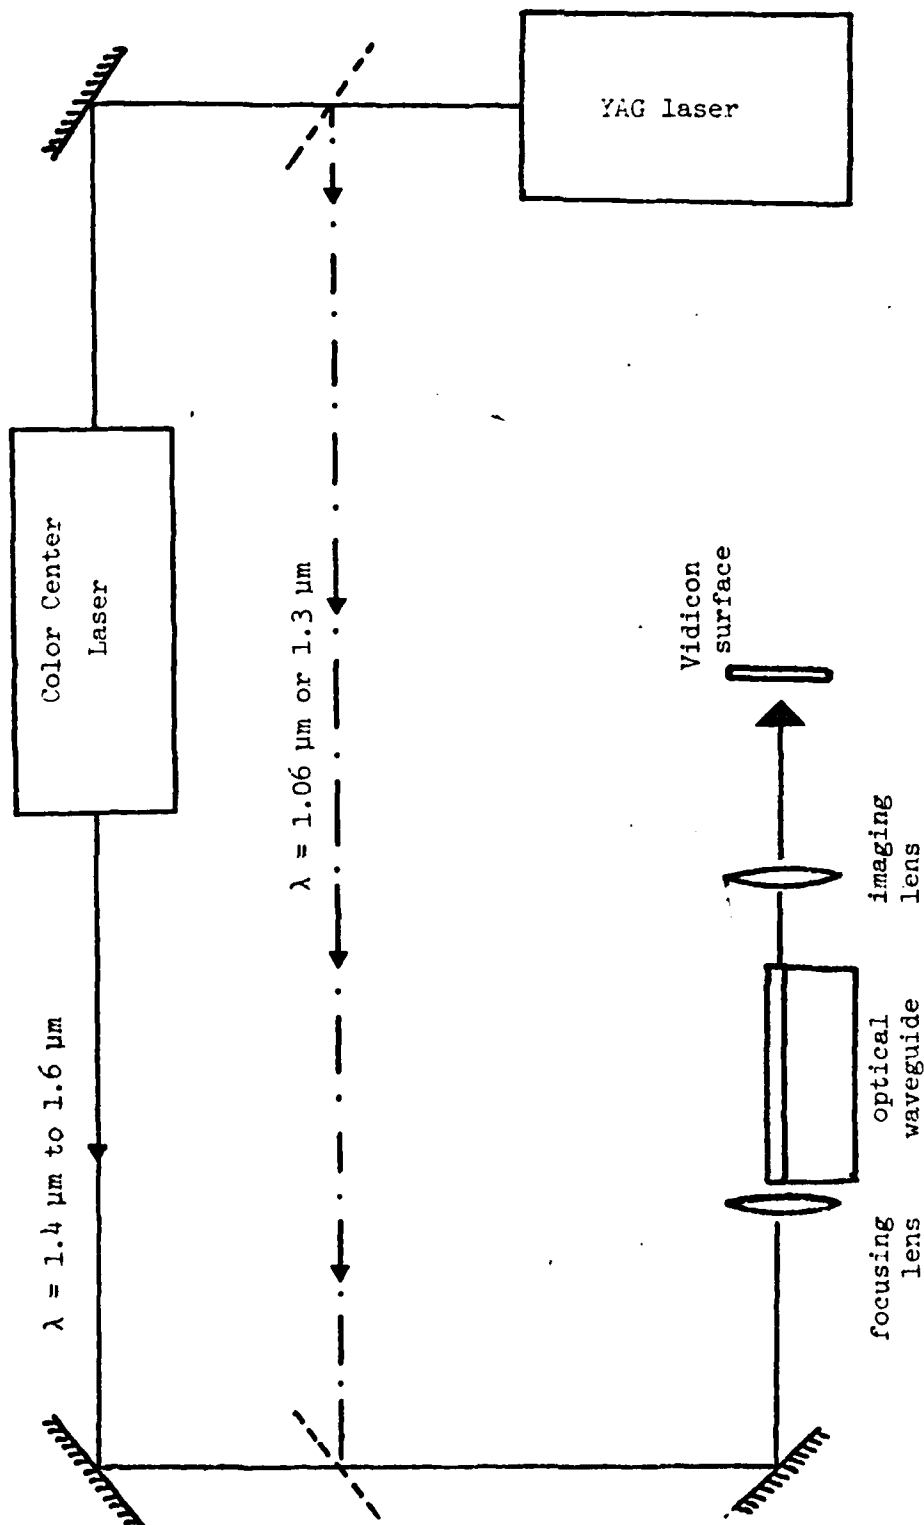 YAG laser
Color Center
Laser
λ = 1.4 μm to 1.6 μm
λ = 1.06 μm or 1.3 μm
Vidicon
surface
imaging
lens
optical
waveguide
focusing
lens